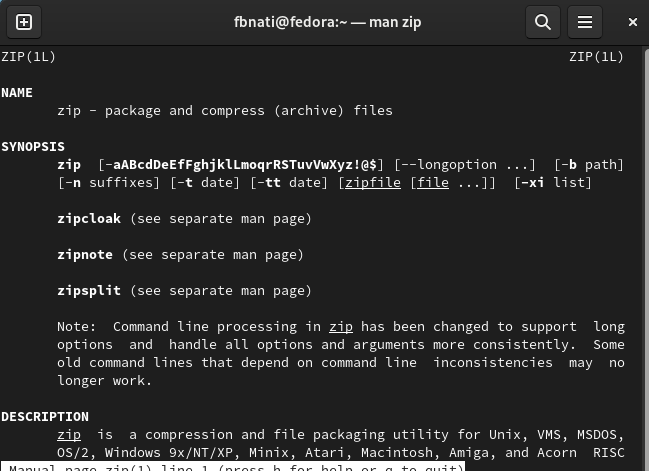 fbnati@fedora:~ — man zip
ZIP(1L) ZIP(1L)
NAME
zip - package and compress (archive) files
SYNOPSIS
zip [-aABcdDeEfFghjklLmoqrRSTuvVwXyz!@$] [--longoption ...] [-b path]
[-n suffixes] [-t date] [-tt date] [zipfile [file ...]] [-xi list]
zipcloak (see separate man page)
zipnote (see separate man page)
zipsplit (see separate man page)
Note: Command line processing in zip has been changed to support long
options and handle all options and arguments more consistently. Some
old command lines that depend on command line inconsistencies may no
longer work.
DESCRIPTION
zip is a compression and file packaging utility for Unix, VMS, MSDOS,
OS/2, Windows 9x/NT/XP, Minix, Atari, Macintosh, Amiga, and Acorn RISC
Manual page zip(1) line 1 (press h for help or q to quit)